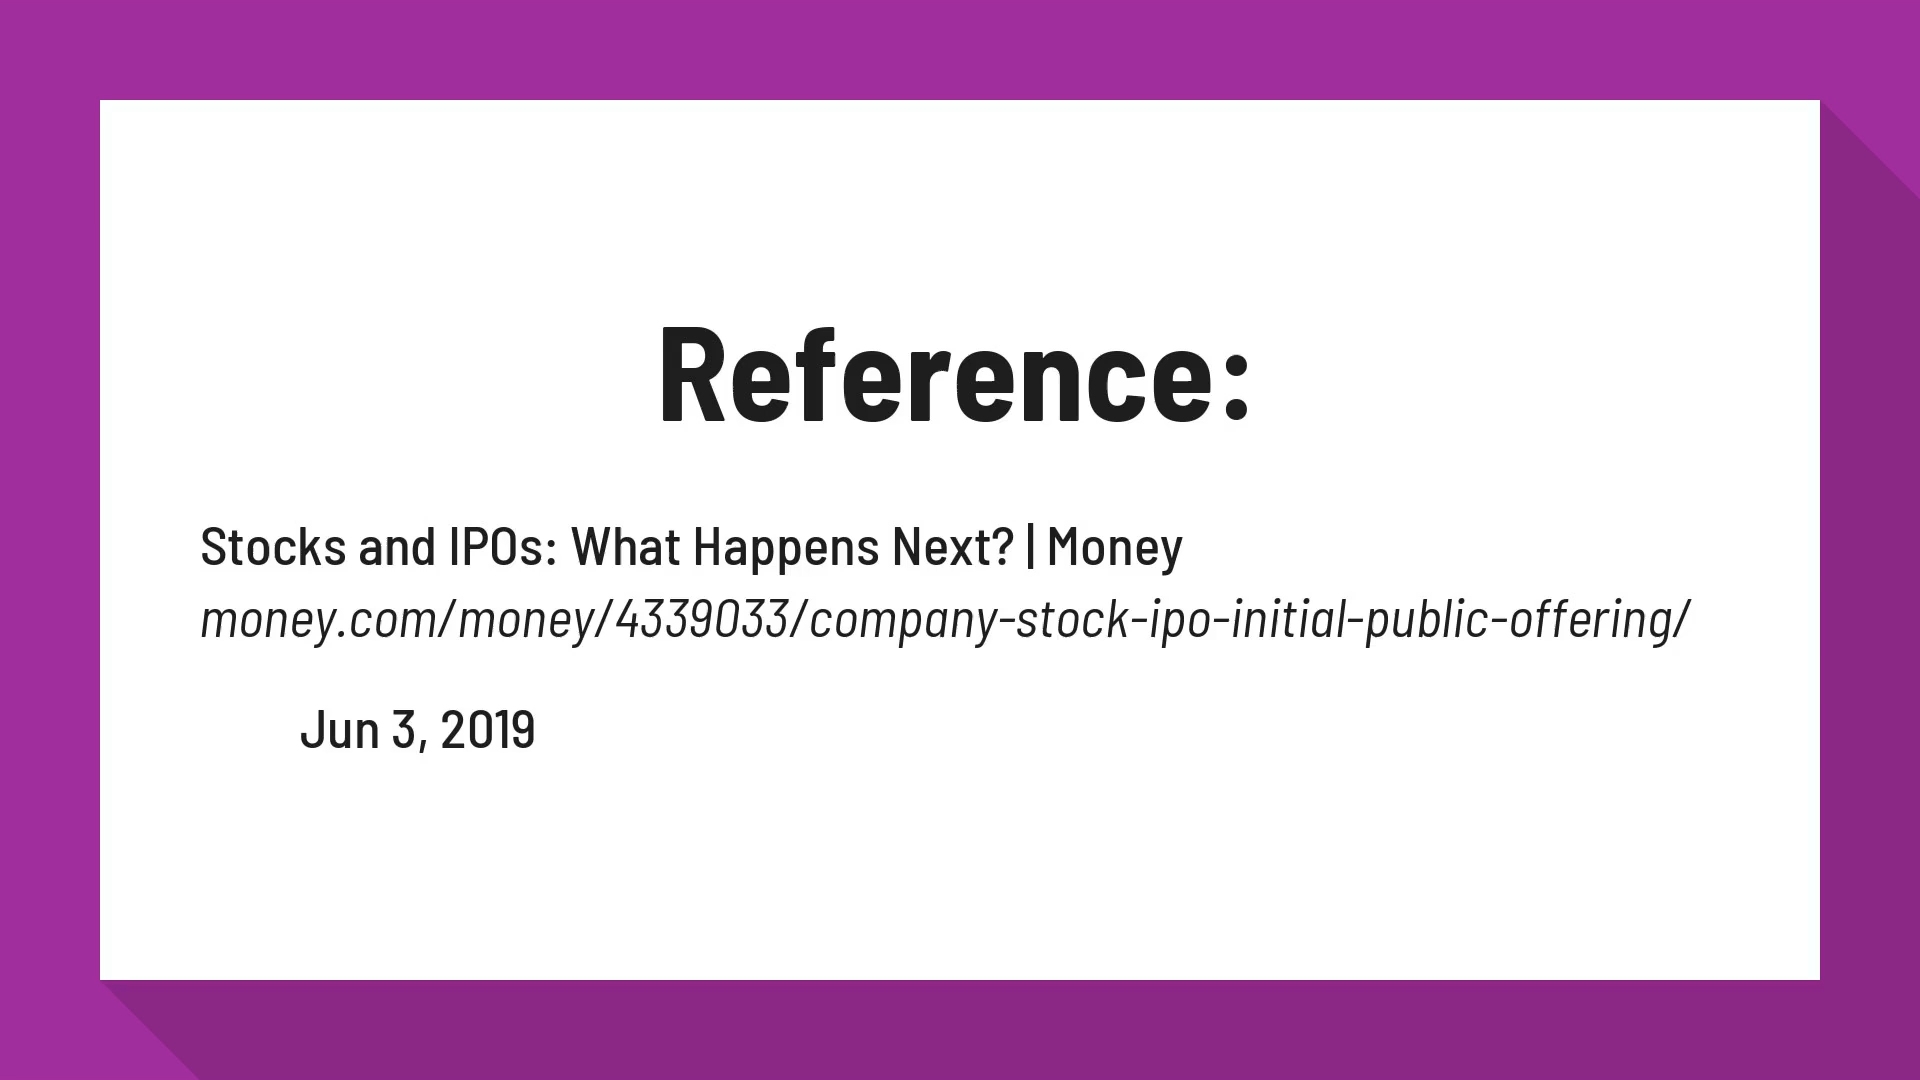 Reference:
Stocks and IPOs: What Happens Next? | Money
money.com/money/4339033/company-stock-ipo-initial-public-offering/
Jun 3, 2019